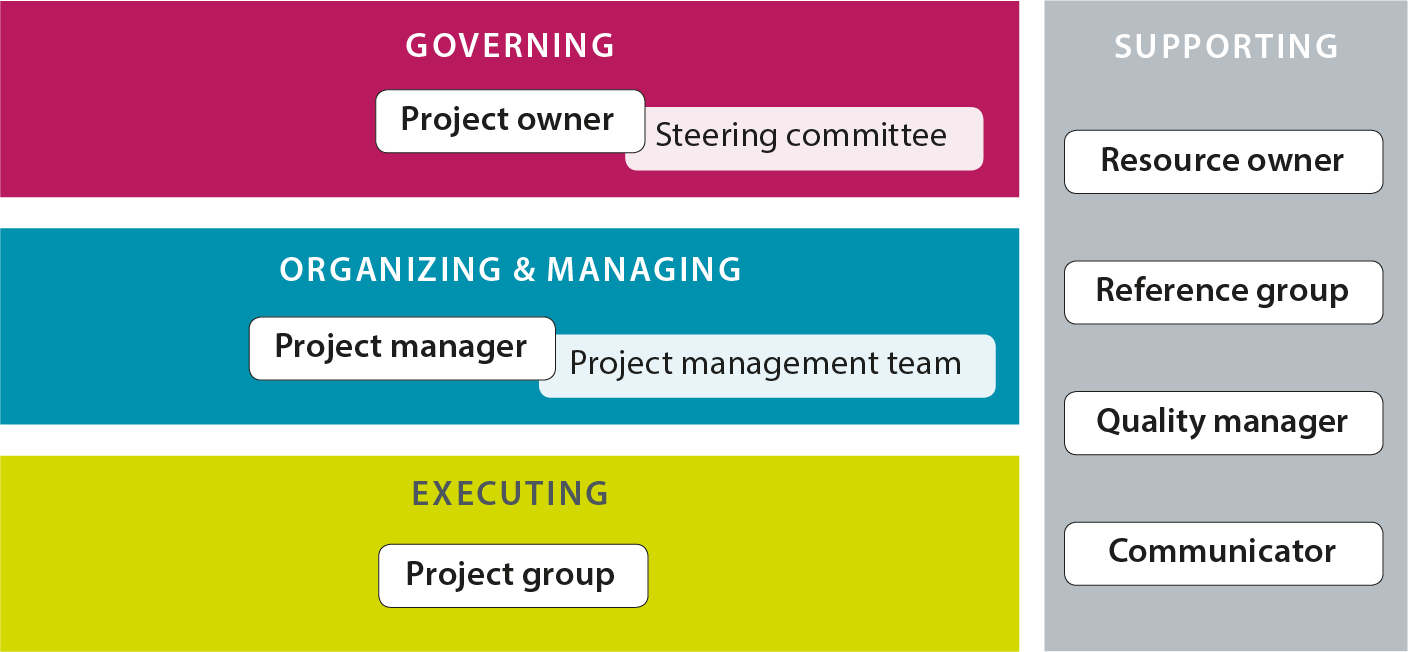 GOVERNING
Project owner
Steering committee
ORGANIZING & MANAGING
Project manager
Project management team
EXECUTING
Project group
SUPPORTING
Resource owner
Reference group
Quality manager
Communicator